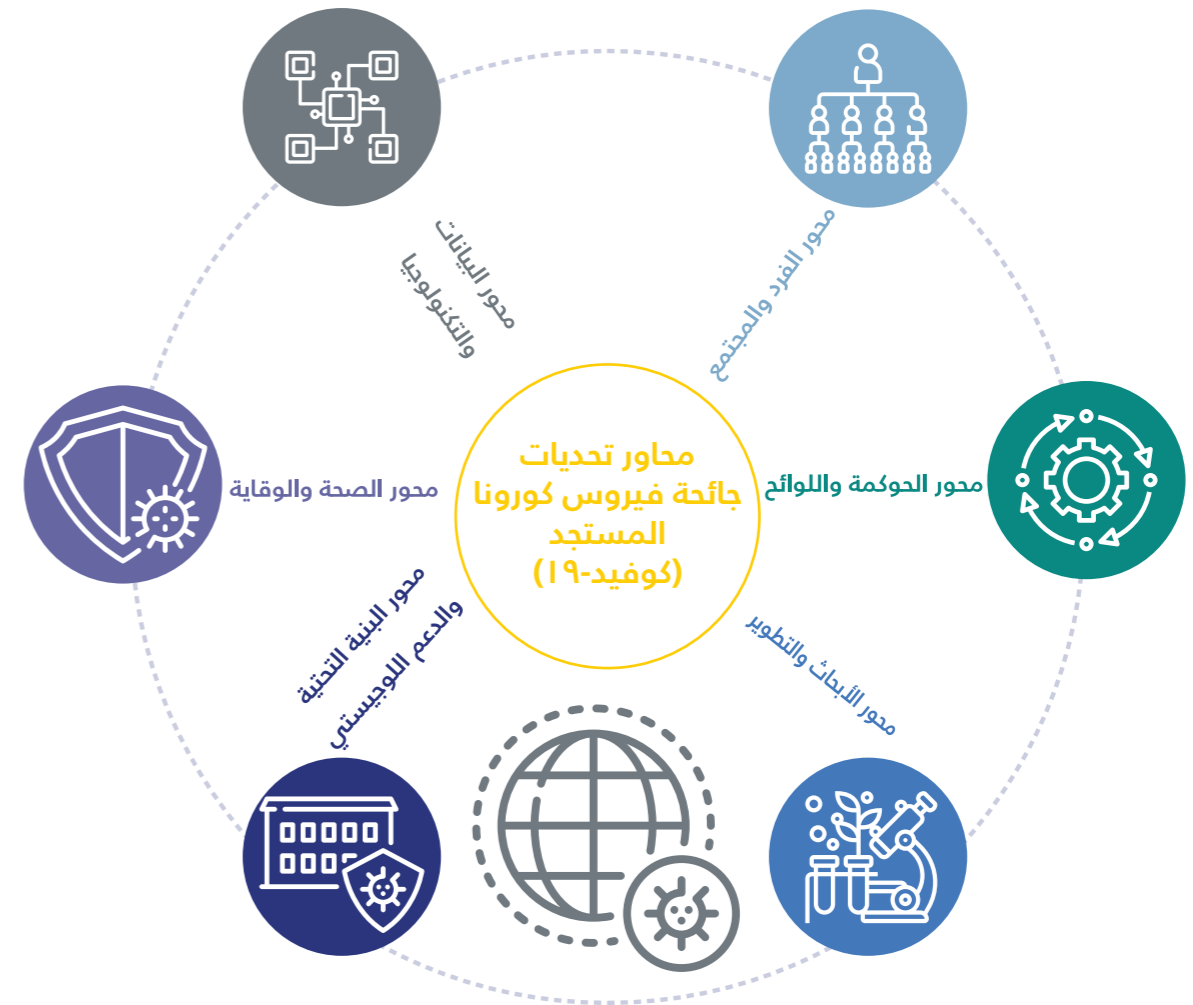 محاور تحديات
جائحة فيروس كورونا
المستجد
(كوفيد-١٩)
محور الفرد والمجتمع
محور الحوكمة واللوائح
محور الأبحاث والتطوير
محور البنية التحتية
والدعم اللوجيستي
محور الصحة والوقاية
محور البيانات
والتكنولوجيا